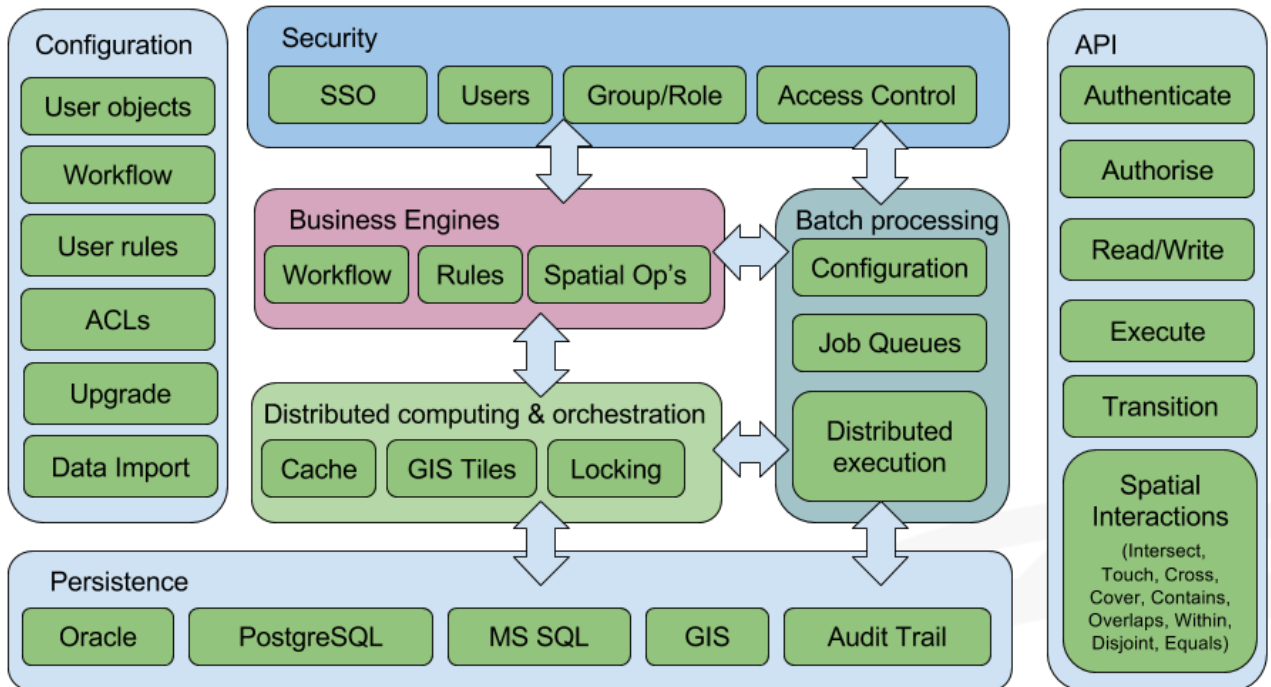 Configuration
User objects
Workflow
User rules
ACLs
Upgrade
Data Import
Security
SSO
Users
Group/Role
Access Control
Business Engines
Workflow
Rules
Spatial Op's
Batch processing
Configuration
Job Queues
Distributed
execution
Distributed computing & orchestration
Cache
GIS Tiles
Locking
Persistence
Oracle
PostgreSQL
MS SQL
GIS
Audit Trail
API
Authenticate
Authorise
Read/Write
Execute
Transition
Spatial
Interactions
(Intersect,
Touch, Cross,
Cover, Contains,
Overlaps, Within,
Disjoint, Equals)